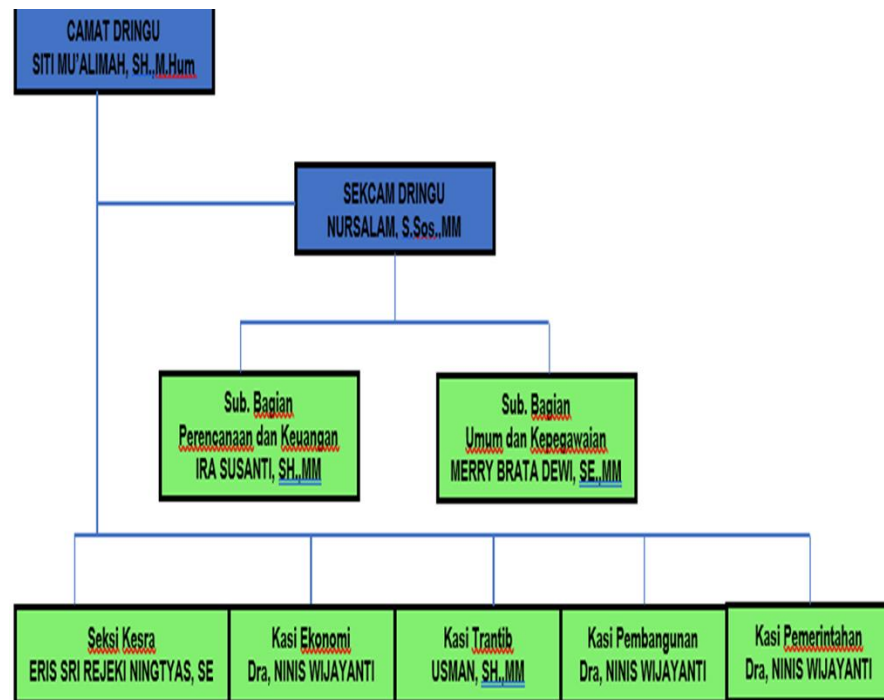 CAMAT DRINGU
SITI MU'ALIMAH, SH.,M.Hum
SEKCAM DRINGU
NURSALAM, S.Sos.,MM
Sub. Bagian
Perencanaan dan Keuangan
IRA SUSANTI, SH.,MM
Sub. Bagian
Umum dan Kepegawaian
MERRY BRATA DEWI, SE.,MM
Seksi Kesra
ERIS SRI REJEKI NINGTYAS, SE
Kasi Ekonomi
Dra, NINIS WIJAYANTI
Kasi Trantib
USMAN, SH.,MM
Kasi Pembangunan
Dra, NINIS WIJAYANTI
Kasi Pemerintahan
Dra, NINIS WIJAYANTI